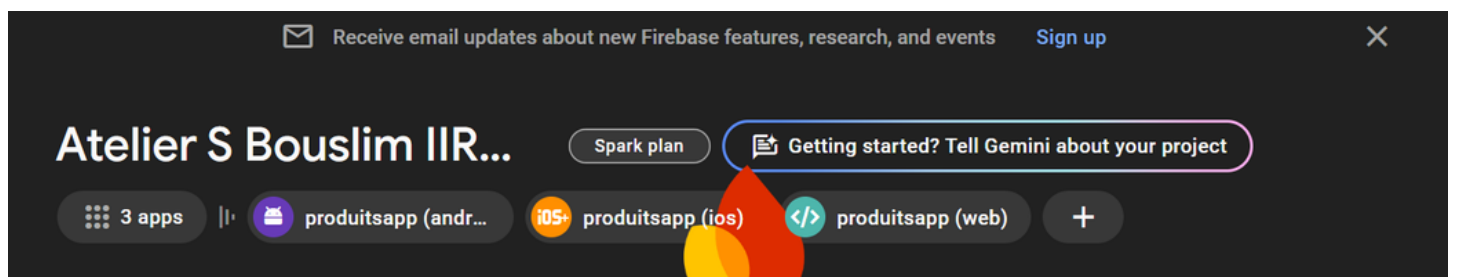 Receive email updates about new Firebase features, research, and events Sign up
Atelier S Bouslim IIR... Spark plan Getting started? Tell Gemini about your project
3 apps produitsapp (andr... iOS+ produitsapp (ios) </> produitsapp (web) +